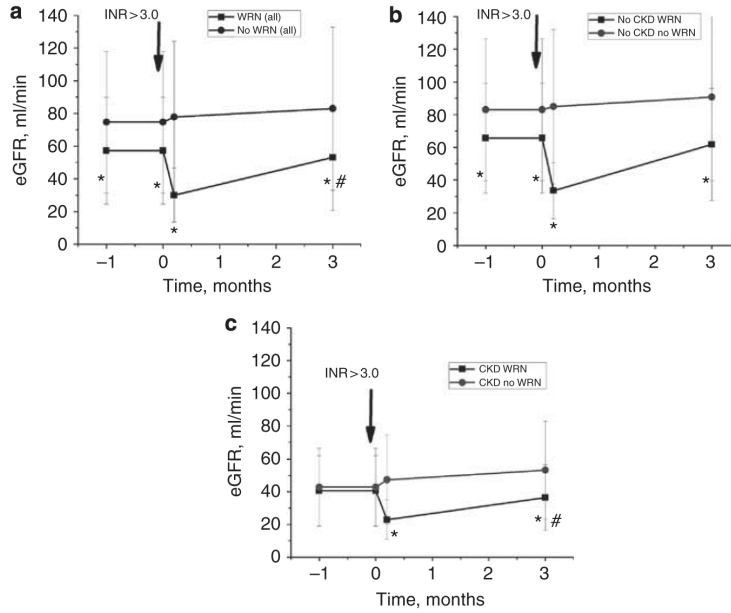 a
INR>3.0
WRN (all)
No WRN (all)
140
120
100
80
60
40
20
0
eGFR, ml/min
*
*
*
* #
–1
0
1
2
3
Time, months
b
INR>3.0
No CKD WRN
No CKD no WRN
140
120
100
80
60
40
20
0
eGFR, ml/min
*
*
*
*
–1
0
1
2
3
Time, months
c
INR>3.0
CKD WRN
CKD no WRN
140
120
100
80
60
40
20
0
eGFR, ml/min
*
* #
–1
0
1
2
3
Time, months